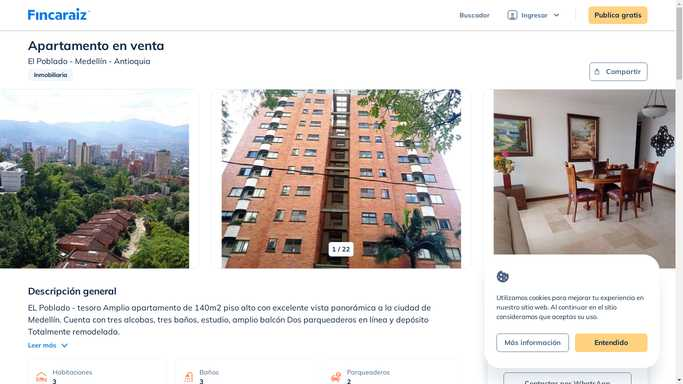 Fincaraiz
Buscador
Ingresar
Publica gratis
Apartamento en venta
El Poblado - Medellín - Antioquia
Inmobiliaria
Compartir
1 / 22
Descripción general
EL Poblado - tesoro Amplio apartamento de 140m2 piso alto con excelente vista panorámica a la ciudad de
Medellín. Cuenta con tres alcobas, tres baños, estudio, amplio balcón Dos parqueaderos en línea y depósito
Totalmente remodelada.
Leer más
Habitaciones
3
Baños
3
Parqueaderos
2
Utilizamos cookies para mejorar tu experiencia en
nuestro sitio web. Al continuar en el sitio
consideramos que aceptas su uso.
Más información
Entendido
Contactar por WhatsApp